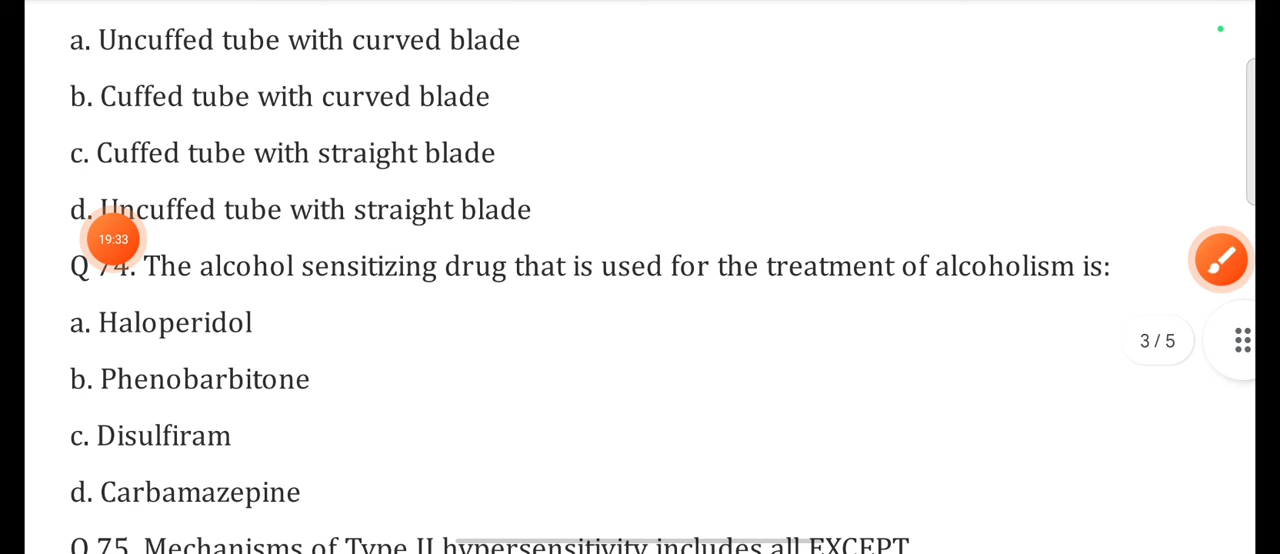 a. Uncuffed tube with curved blade
b. Cuffed tube with curved blade
c. Cuffed tube with straight blade
d. Uncuffed tube with straight blade
19:33
Q 74. The alcohol sensitizing drug that is used for the treatment of alcoholism is:
a. Haloperidol
3 / 5
b. Phenobarbitone
c. Disulfiram
d. Carbamazepine
Q 75. Mechanisms of Type II hypersensitivity includes all EXCEPT